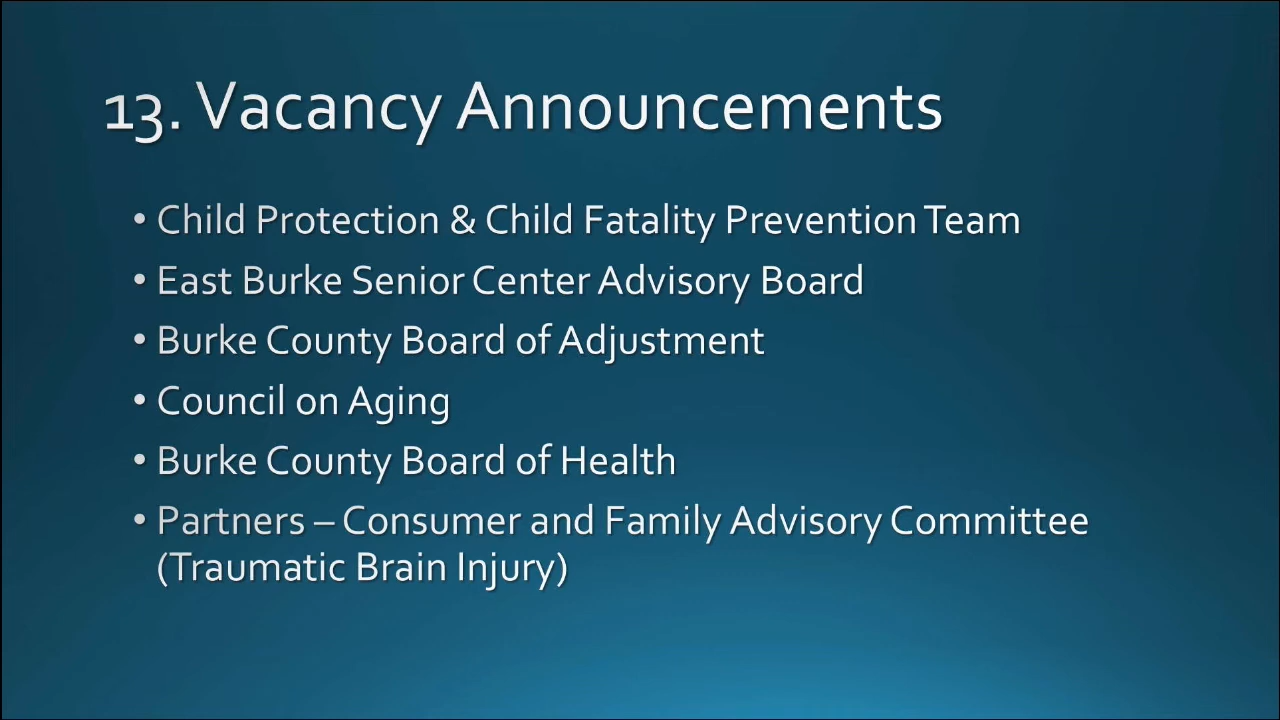 13. Vacancy Announcements
• Child Protection & Child Fatality Prevention Team
• East Burke Senior Center Advisory Board
• Burke County Board of Adjustment
• Council on Aging
• Burke County Board of Health
• Partners – Consumer and Family Advisory Committee
(Traumatic Brain Injury)